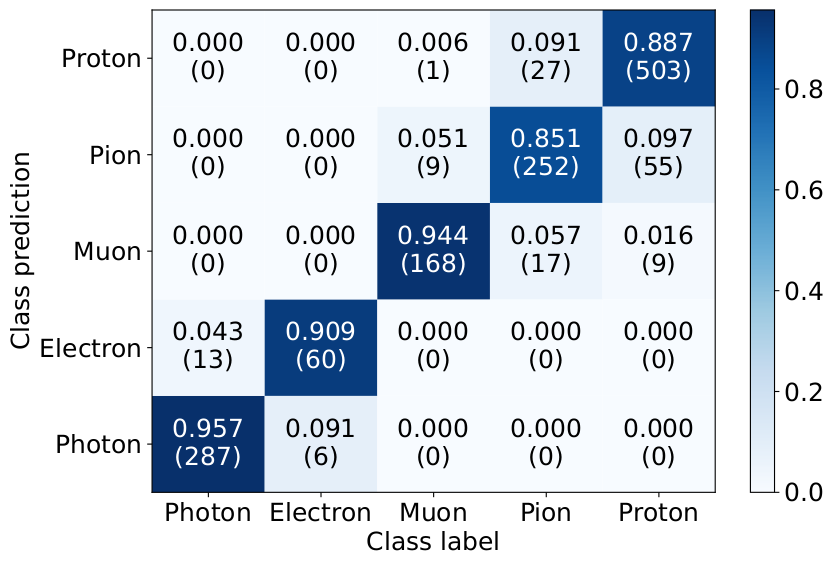 Class prediction
Proton
0.000 0.000 0.006 0.091 0.887
(0) (0) (1) (27) (503)
Pion
0.000 0.000 0.051 0.851 0.097
(0) (0) (9) (252) (55)
Muon
0.000 0.000 0.944 0.057 0.016
(0) (0) (168) (17) (9)
Electron
0.043 0.909 0.000 0.000 0.000
(13) (60) (0) (0) (0)
Photon
0.957 0.091 0.000 0.000 0.000
(287) (6) (0) (0) (0)
Photon Electron Muon Pion Proton
Class label
0.8
0.6
0.4
0.2
0.0